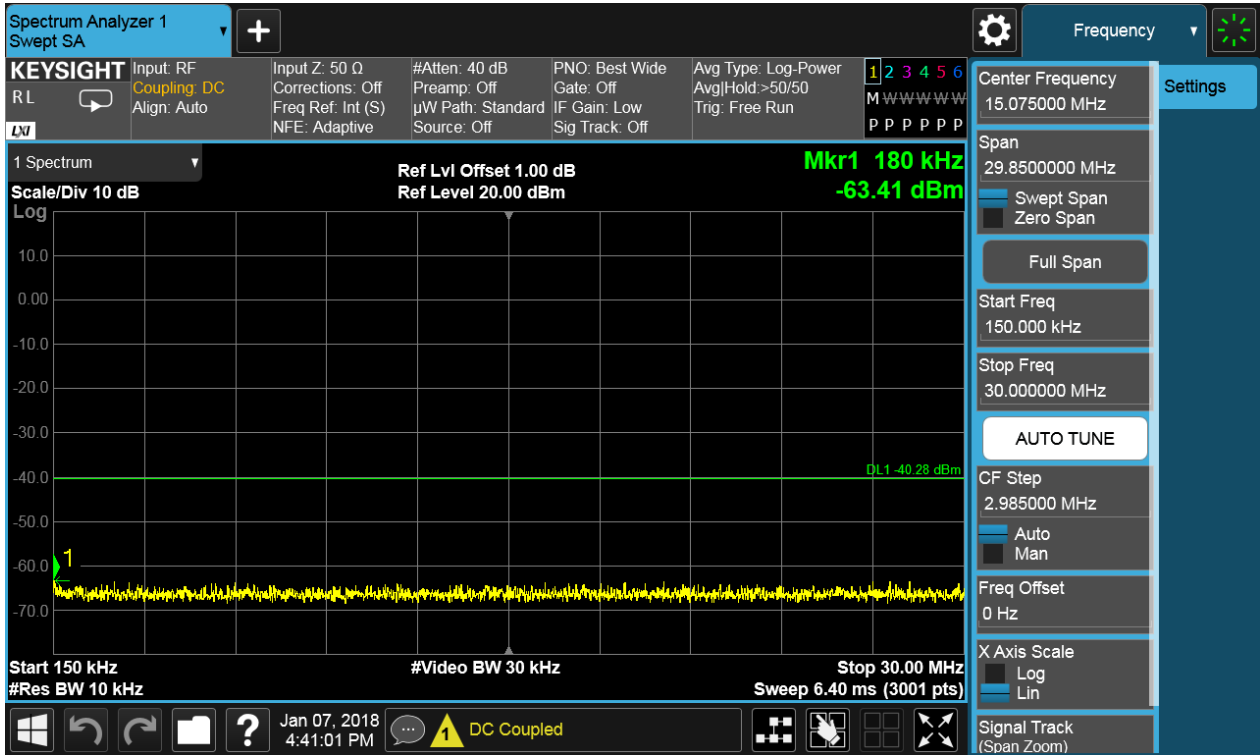 Spectrum Analyzer 1
Swept SA
+
Frequency
KEYSIGHT
RL
LXI
Input: RF
Coupling: DC
Align: Auto
Input Z: 50 Ω
Corrections: Off
Freq Ref: Int (S)
NFE: Adaptive
#Atten: 40 dB
Preamp: Off
µW Path: Standard
Source: Off
PNO: Best Wide
Gate: Off
IF Gain: Low
Sig Track: Off
Avg Type: Log-Power
Avg|Hold:>50/50
Trig: Free Run
1 2 3 4 5 6
M W W W W W
P P P P P P
1 Spectrum
Scale/Div 10 dB
Log
Ref Lvl Offset 1.00 dB
Ref Level 20.00 dBm
Mkr1 180 kHz
-63.41 dBm
10.0
0.00
-10.0
-20.0
-30.0
-40.0
-50.0
-60.0
-70.0
DL1 -40.28 dBm
1
Start 150 kHz
#Res BW 10 kHz
#Video BW 30 kHz
Stop 30.00 MHz
Sweep 6.40 ms (3001 pts)
Center Frequency
15.075000 MHz
Span
29.8500000 MHz
Swept Span
Zero Span
Full Span
Start Freq
150.000 kHz
Stop Freq
30.000000 MHz
AUTO TUNE
CF Step
2.985000 MHz
Auto
Man
Freq Offset
0 Hz
X Axis Scale
Log
Lin
Signal Track
(Span Zoom)
Settings
?
Jan 07, 2018
4:41:01 PM
1
DC Coupled